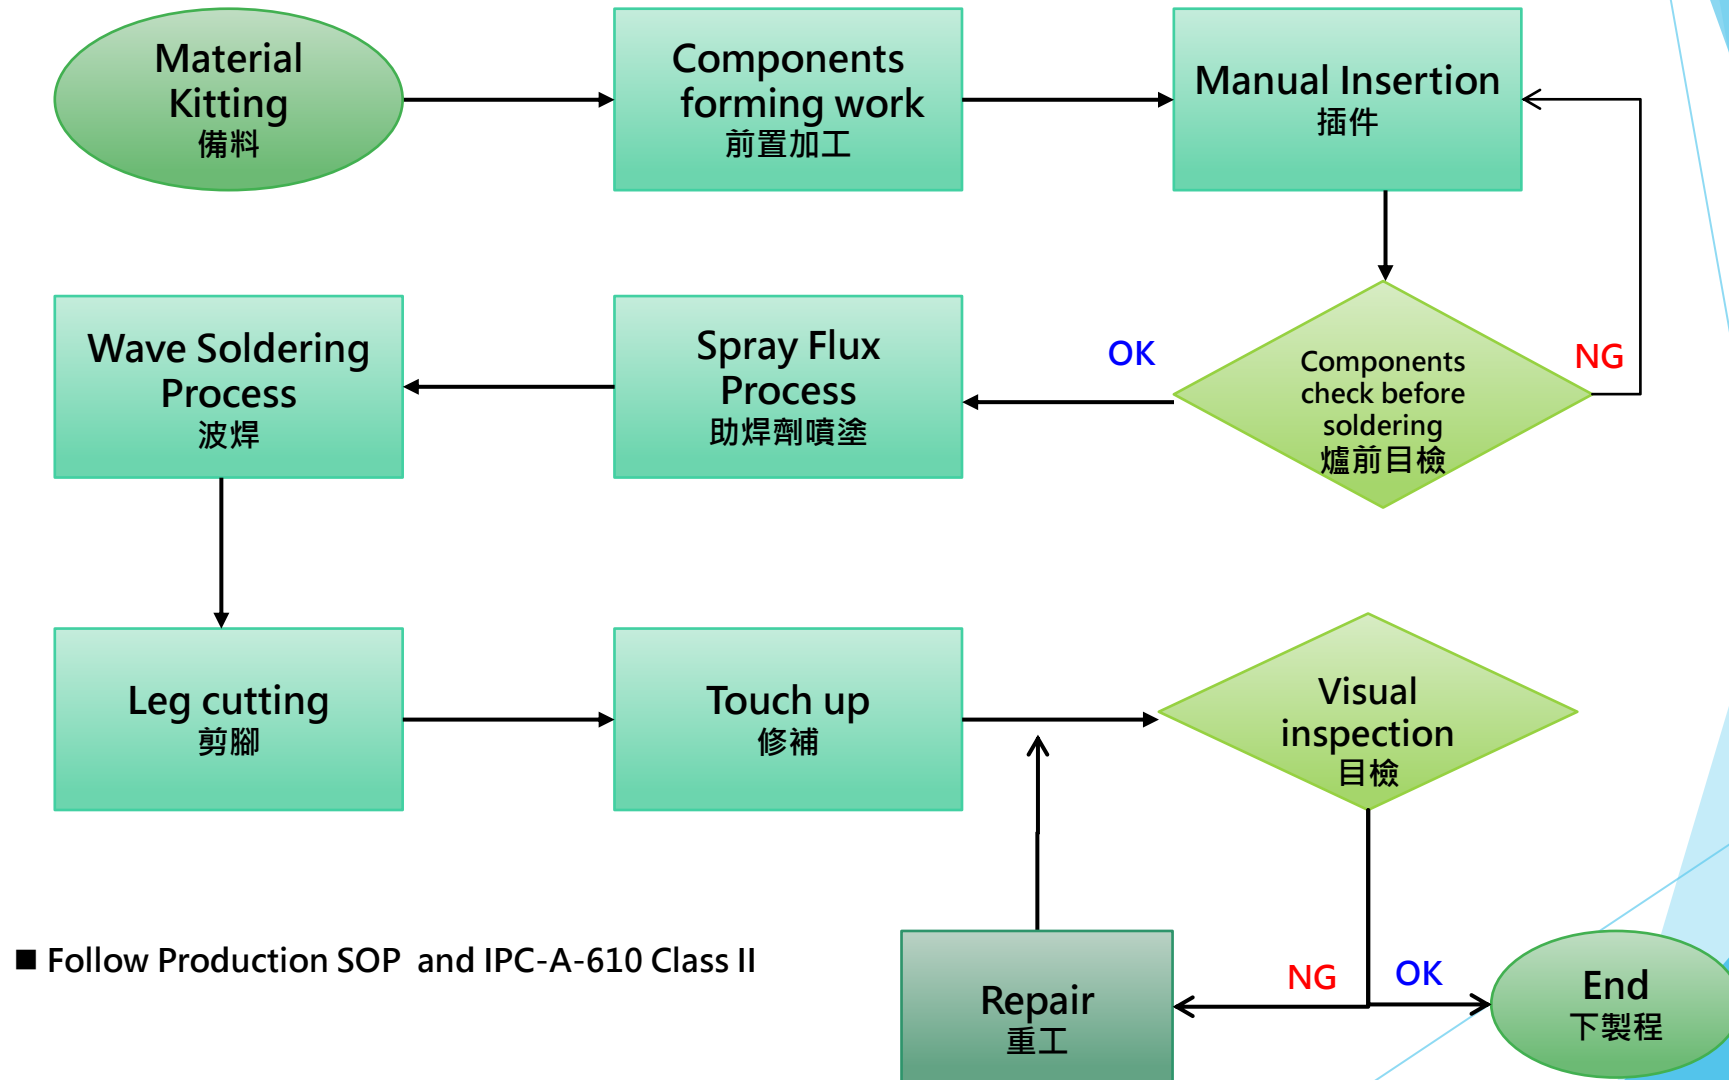 Material
Kitting
備料
Components
forming work
前置加工
Manual Insertion
插件
Wave Soldering
Process
波焊
Spray Flux
Process
助焊劑噴塗
OK
Components
check before
soldering
爐前目檢
NG
Leg cutting
剪腳
Touch up
修補
Visual
inspection
目檢
■ Follow Production SOP and IPC-A-610 Class II
Repair
重工
NG
OK
End
下製程